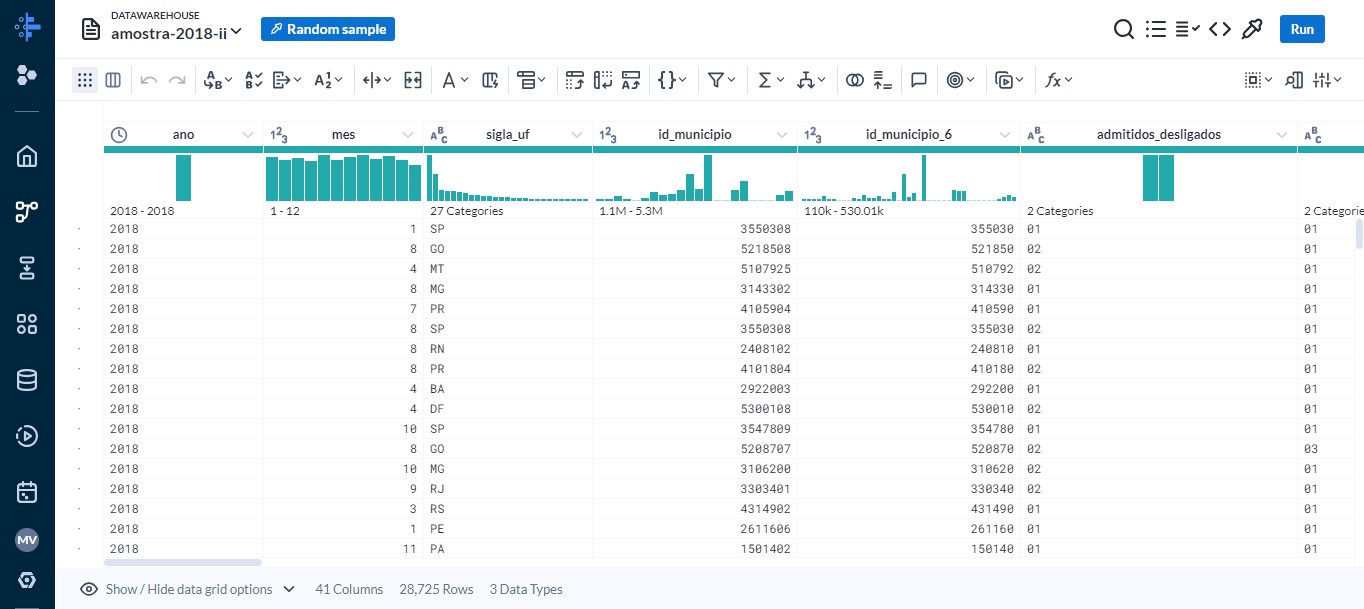 DATAWAREHOUSE
amostra-2018-ii
Random sample
Run
ano mes sigla_uf id_municipio id_municipio_6 admitidos_desligados
2018 - 2018 1 - 12 27 Categories 1.1M - 5.3M 110k - 530.01k 2 Categories 2 Categorie
2018 1 SP 3550308 355030 01 01
2018 8 GO 5218508 521850 02 01
2018 4 MT 5107925 510792 02 01
2018 8 MG 3143302 314330 01 01
2018 7 PR 4105904 410590 01 01
2018 8 SP 3550308 355030 02 01
2018 8 RN 2408102 240810 01 01
2018 8 PR 4101804 410180 02 01
2018 4 BA 2922003 292200 01 01
2018 4 DF 5300108 530010 02 01
2018 10 SP 3547809 354780 01 01
2018 8 GO 5208707 520870 02 03
2018 10 MG 3106200 310620 02 01
2018 9 RJ 3303401 330340 02 01
2018 3 RS 4314902 431490 01 01
2018 1 PE 2611606 261160 01 01
2018 11 PA 1501402 150140 01 01
MV
Show / Hide data grid options 41 Columns 28,725 Rows 3 Data Types